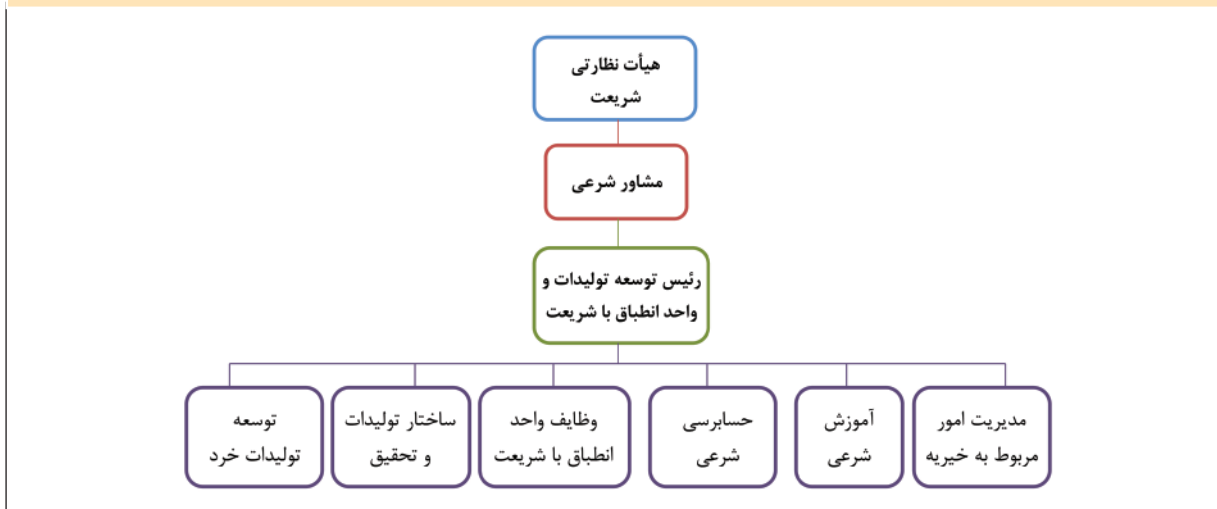 هیأت نظارتی
شریعت
مشاور شرعی
رئیس توسعه تولیدات و
واحد انطباق با شریعت
مدیریت امور
مربوط به خیریه
آموزش
شرعی
حسابرسی
شرعی
وظایف واحد
انطباق با شریعت
ساختار تولیدات
و تحقیق
توسعه
تولیدات خرد